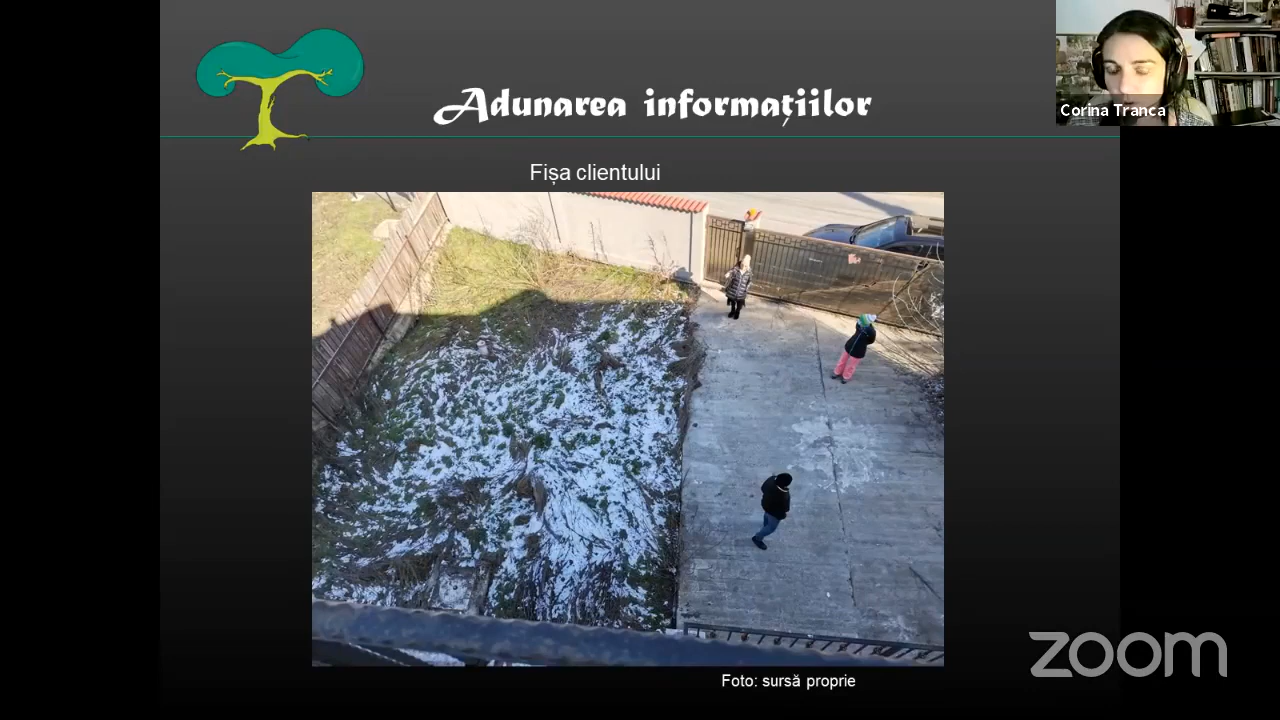 Adunarea informațiilor
Corina Tranca
Fișa clientului
Foto: sursă proprie
zoom